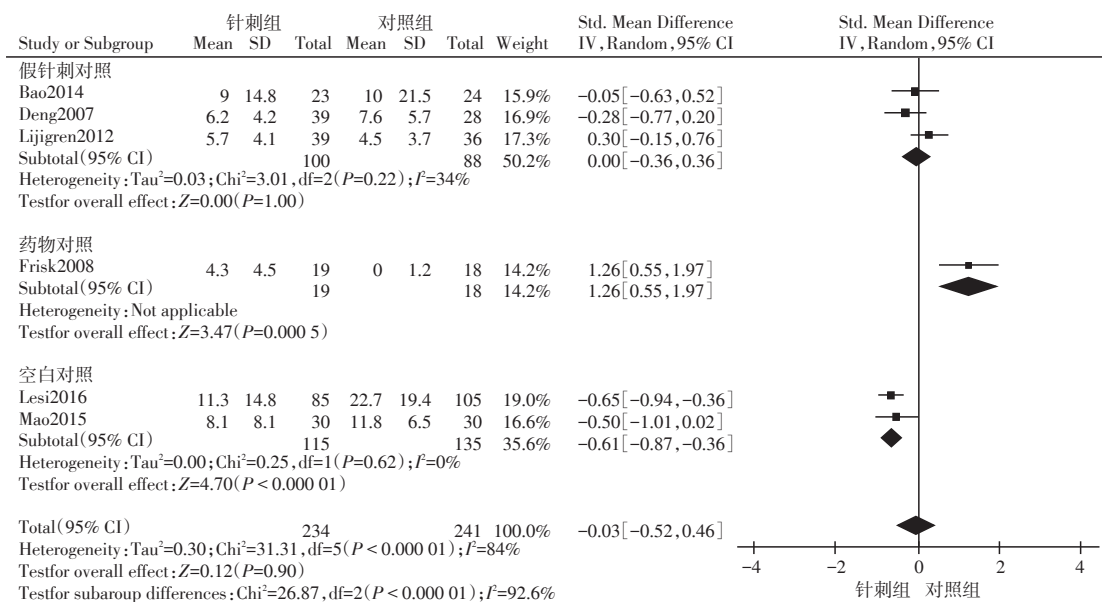 针刺组 对照组 Std. Mean Difference Std. Mean Difference
Study or Subgroup Mean SD Total Mean SD Total Weight IV,Random,95% CI IV,Random,95% CI
假针刺对照
Bao2014 9 14.8 23 10 21.5 24 15.9% -0.05[-0.63,0.52]
Deng2007 6.2 4.2 39 7.6 5.7 28 16.9% -0.28[-0.77,0.20]
Lijigren2012 5.7 4.1 39 4.5 3.7 36 17.3% 0.30[-0.15,0.76]
Subtotal(95% CI) 100 88 50.2% 0.00[-0.36,0.36]
Heterogeneity:Tau²=0.03;Chi²=3.01,df=2(P=0.22);I²=34%
Testfor overall effect:Z=0.00(P=1.00)
药物对照
Frisk2008 4.3 4.5 19 0 1.2 18 14.2% 1.26[0.55,1.97]
Subtotal(95% CI) 19 18 14.2% 1.26[0.55,1.97]
Heterogeneity:Not applicable
Testfor overall effect:Z=3.47(P=0.000 5)
空白对照
Lesi2016 11.3 14.8 85 22.7 19.4 105 19.0% -0.65[-0.94,-0.36]
Mao2015 8.1 8.1 30 11.8 6.5 30 16.6% -0.50[-1.01,0.02]
Subtotal(95% CI) 115 135 35.6% -0.61[-0.87,-0.36]
Heterogeneity:Tau²=0.00;Chi²=0.25,df=1(P=0.62);I²=0%
Testfor overall effect:Z=4.70(P<0.000 01)
Total(95% CI) 234 241 100.0% -0.03[-0.52,0.46]
Heterogeneity:Tau²=0.30;Chi²=31.31,df=5(P<0.000 01);I²=84%
Testfor overall effect:Z=0.12(P=0.90)
Testfor subaroup differences:Chi²=26.87,df=2(P<0.000 01);I²=92.6%
-4 -2 0 2 4
针刺组 对照组